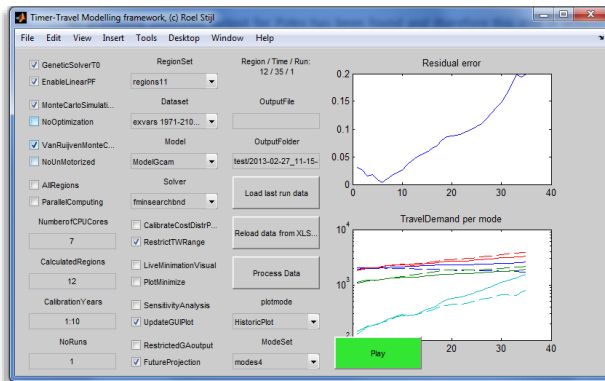 Timer-Travel Modelling framework, (c) Roel Stijl
File Edit View Insert Tools Desktop Window Help
GeneticSolverT0
EnableLinearPF
MonteCarloSimulati...
NoOptimization
VanRuijvenMonteC...
NoUnMotorized
AllRegions
ParallelComputing
NumberofCPUCores
7
CalculatedRegions
12
CalibrationYears
1:10
NoRuns
1
RegionSet
regions11
Dataset
exvars 1971-210...
Model
ModelGcam
Solver
fminsearchbnd
CalibrateCostDistrP...
RestrictTWRange
LiveMinimationVisual
PlotMinimize
SensitivityAnalysis
UpdateGUIPlot
RestrictedGAoutput
FutureProjection
Region / Time / Run:
12 / 35 / 1
OutputFile
OutputFolder
test/2013-02-27_11-15-
Load last run data
Reload data from XLS...
Process Data
plotmode
HistoricPlot
ModeSet
modes4
Play
Residual error
0.2
0.15
0.1
0.05
0
0 10 20 30 40
TravelDemand per mode
10^4
10^3
10 20 30 40